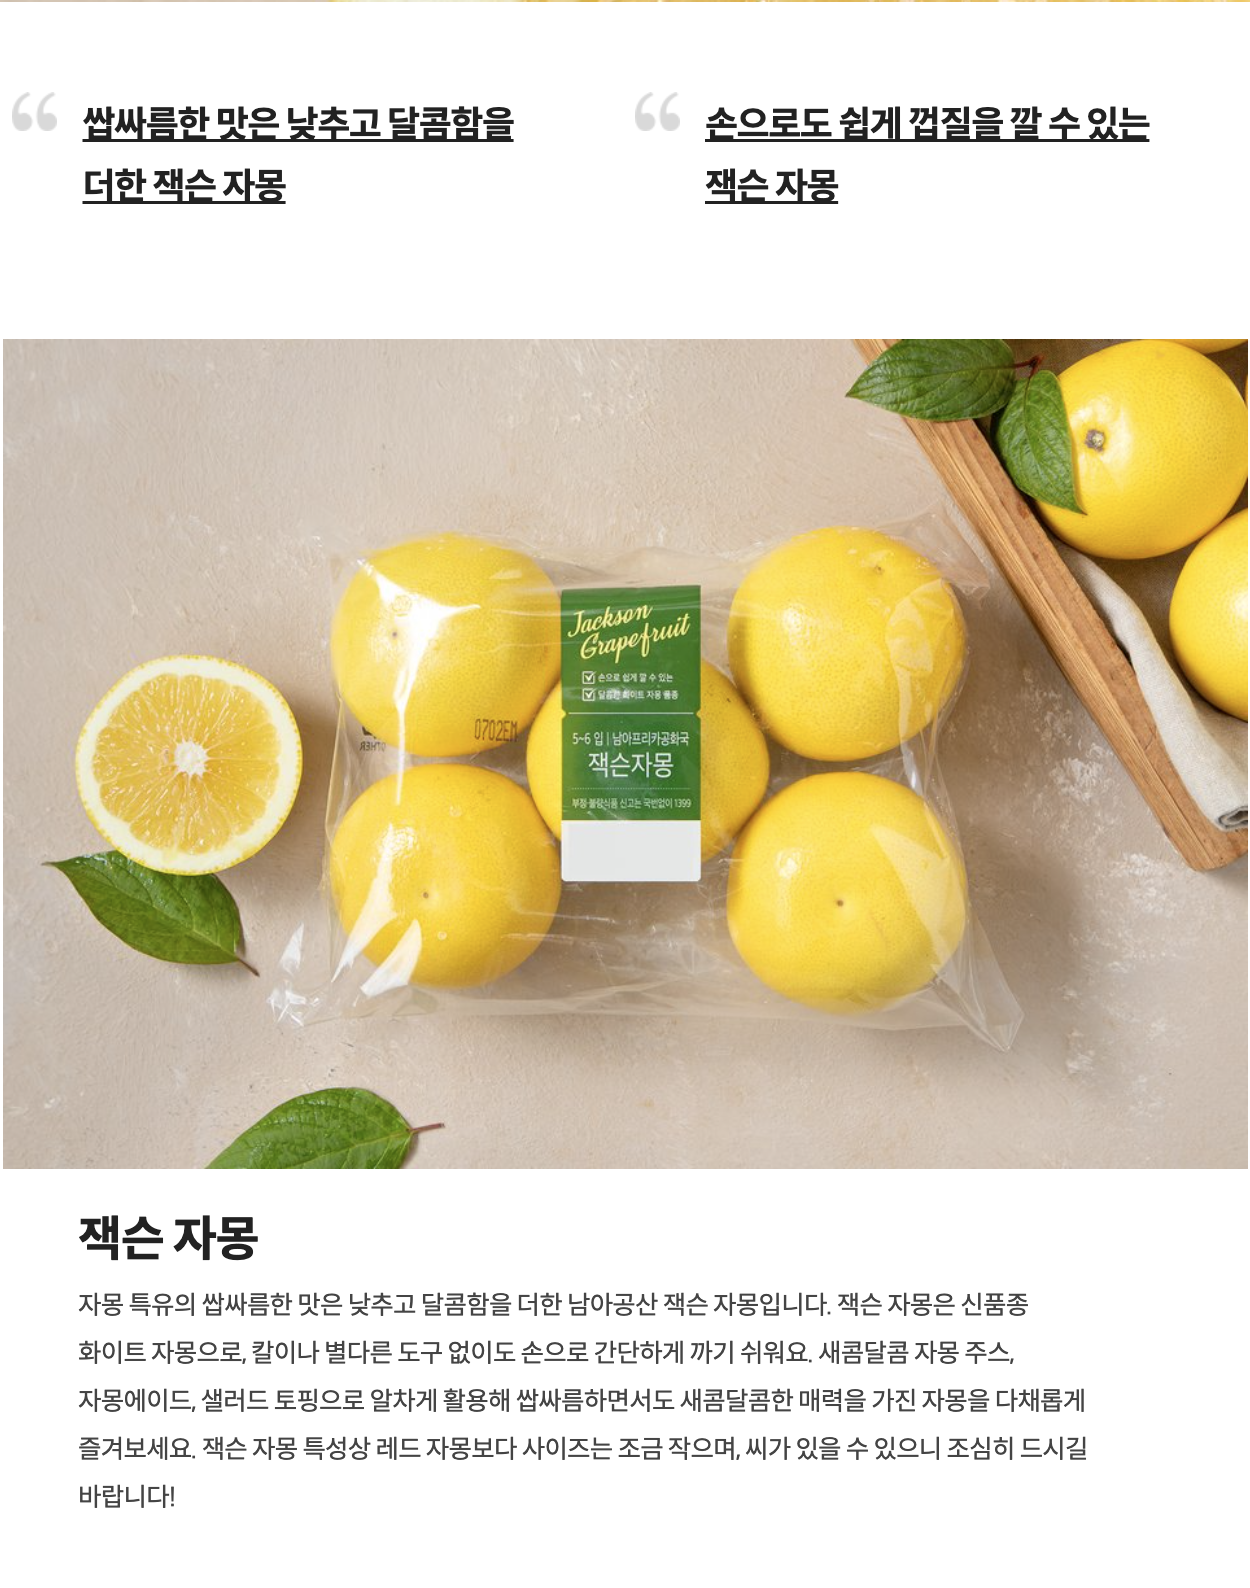 쌉싸름한 맛은 낮추고 달콤함을
더한 잭슨 자몽
손으로도 쉽게 껍질을 깔 수 있는
잭슨 자몽
Jackson
Grapefruit
손으로 쉽게 깔 수 있는
달콤한 화이트 자몽 품종
0702EM
5~6 입 | 남아프리카공화국
잭슨자몽
부정·불량식품 신고는 국번없이 1399
잭슨 자몽
자몽 특유의 쌉싸름한 맛은 낮추고 달콤함을 더한 남아공산 잭슨 자몽입니다. 잭슨 자몽은 신품종
화이트 자몽으로, 칼이나 별다른 도구 없이도 손으로 간단하게 까기 쉬워요. 새콤달콤 자몽 주스,
자몽에이드, 샐러드 토핑으로 알차게 활용해 쌉싸름하면서도 새콤달콤한 매력을 가진 자몽을 다채롭게
즐겨보세요. 잭슨 자몽 특성상 레드 자몽보다 사이즈는 조금 작으며, 씨가 있을 수 있으니 조심히 드시길
바랍니다!